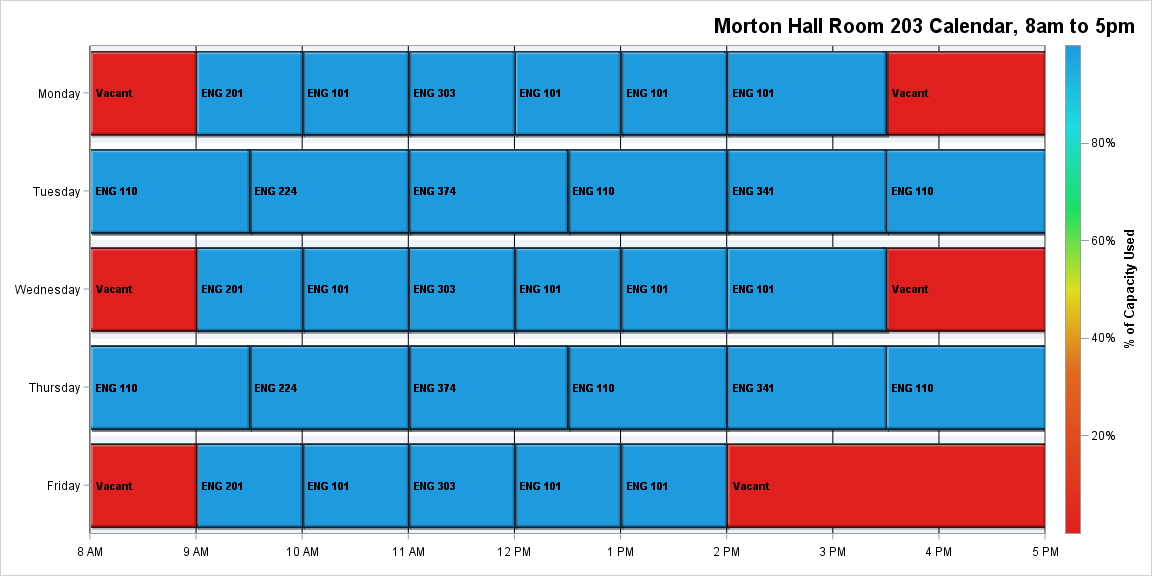 Morton Hall Room 203 Calendar, 8am to 5pm
Monday Vacant ENG 201 ENG 101 ENG 303 ENG 101 ENG 101 ENG 101 Vacant
Tuesday ENG 110 ENG 224 ENG 374 ENG 110 ENG 341 ENG 110
Wednesday Vacant ENG 201 ENG 101 ENG 303 ENG 101 ENG 101 ENG 101 Vacant
Thursday ENG 110 ENG 224 ENG 374 ENG 110 ENG 341 ENG 110
Friday Vacant ENG 201 ENG 101 ENG 303 ENG 101 ENG 101 Vacant
8 AM 9 AM 10 AM 11 AM 12 PM 1 PM 2 PM 3 PM 4 PM 5 PM
80%
60%
40%
20%
% of Capacity Used